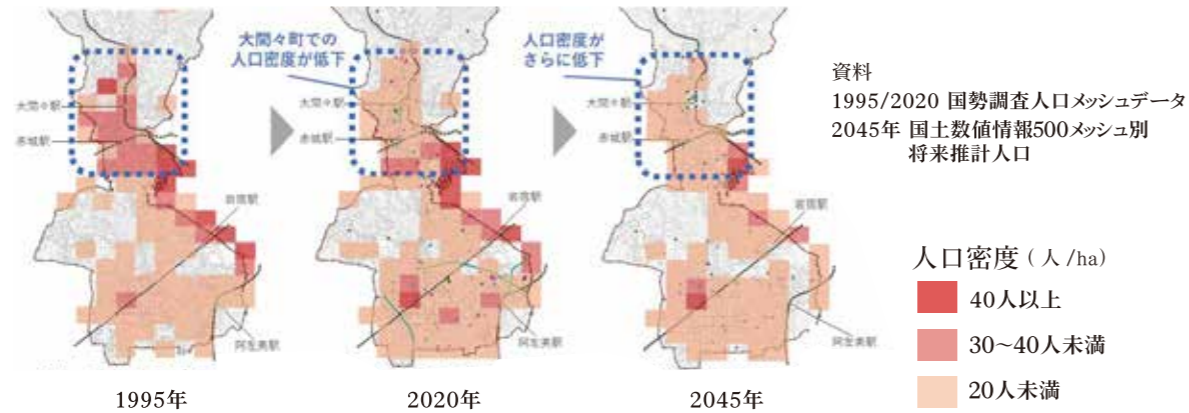 大間々町での
人口密度が低下
人口密度が
さらに低下
大間々駅
赤城駅
岩宿駅
大間々駅
赤城駅
岩宿駅
阿左美駅
大間々駅
赤城駅
岩宿駅
阿左美駅
阿左美駅
1995年
2020年
2045年
資料
1995/2020 国勢調査人口メッシュデータ
2045年 国土数値情報500メッシュ別
将来推計人口
人口密度 ( 人 /ha)
40人以上
30~40人未満
20人未満